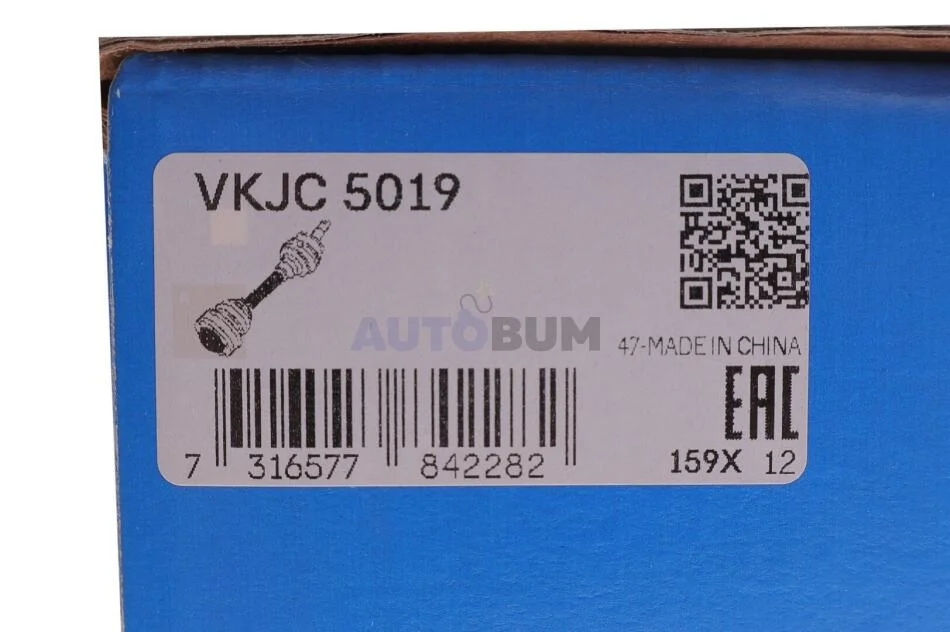 VKJC 5019
AUTOBUM
47-MADE IN CHINA
EAC
7 316577 842282
159X 12